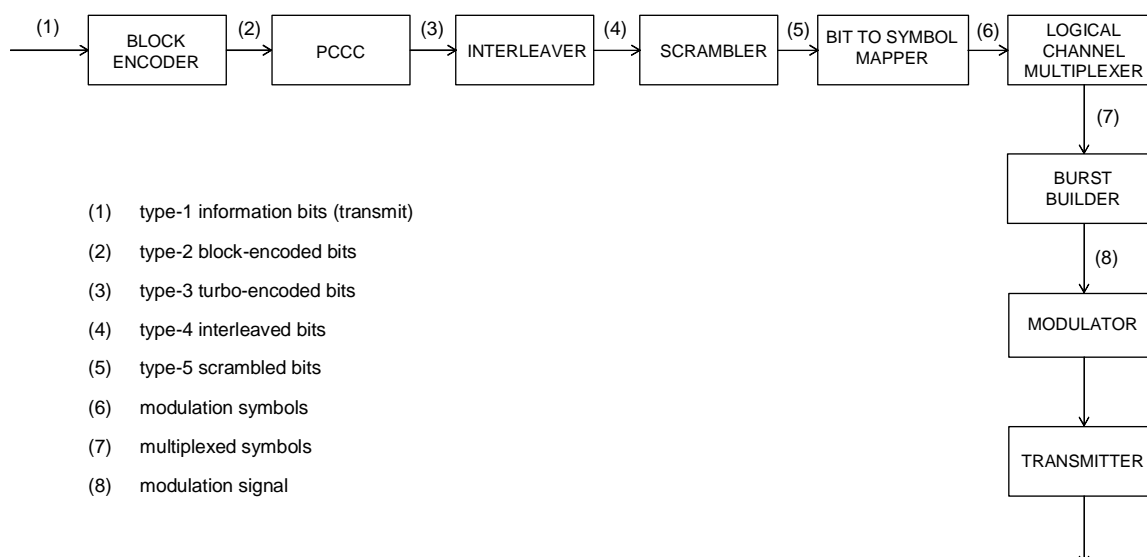 (1)
BLOCK
ENCODER
(2)
PCCC
(3)
INTERLEAVER
(4)
SCRAMBLER
(5)
BIT TO SYMBOL
MAPPER
(6)
LOGICAL
CHANNEL
MULTIPLEXER
(7)
BURST
BUILDER
(8)
MODULATOR
TRANSMITTER
(1) type-1 information bits (transmit)
(2) type-2 block-encoded bits
(3) type-3 turbo-encoded bits
(4) type-4 interleaved bits
(5) type-5 scrambled bits
(6) modulation symbols
(7) multiplexed symbols
(8) modulation signal